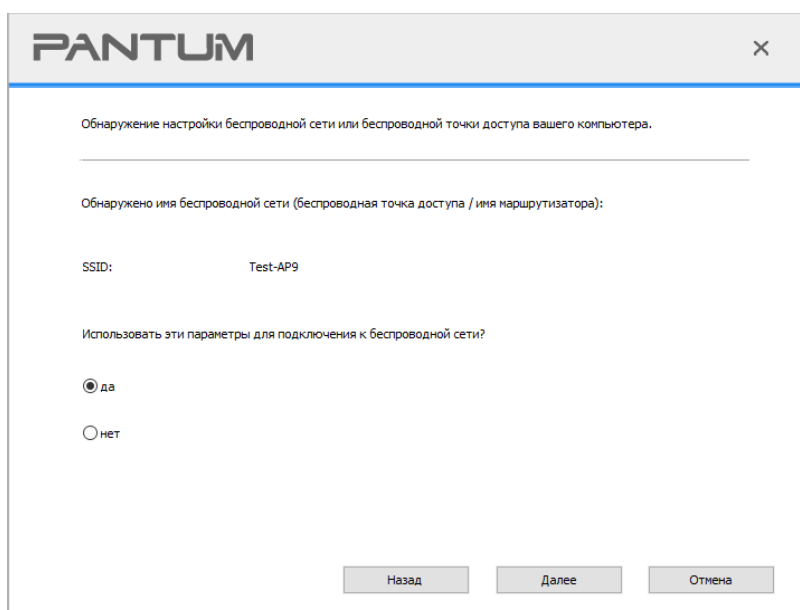 PANTUM
Обнаружение настройки беспроводной сети или беспроводной точки доступа вашего компьютера.
Обнаружено имя беспроводной сети (беспроводная точка доступа / имя маршрутизатора):
SSID: Test-AP9
Использовать эти параметры для подключения к беспроводной сети?
да
нет
Назад Далее Отмена